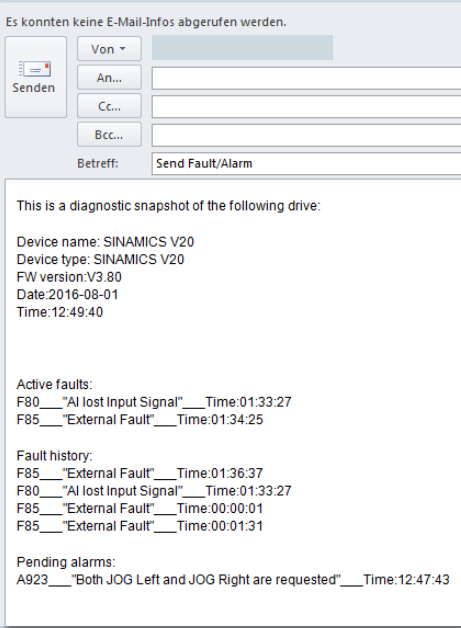 Es konnten keine E-Mail-Infos abgerufen werden.
Senden
Von
An...
Cc...
Bcc...
Betreff: Send Fault/Alarm
This is a diagnostic snapshot of the following drive:
Device name: SINAMICS V20
Device type: SINAMICS V20
FW version:V3.80
Date:2016-08-01
Time:12:49:40
Active faults:
F80___"AI lost Input Signal"___Time:01:33:27
F85___"External Fault"___Time:01:34:25
Fault history:
F85___"External Fault"___Time:01:36:37
F80___"AI lost Input Signal"___Time:01:33:27
F85___"External Fault"___Time:00:00:01
F85___"External Fault"___Time:00:01:31
Pending alarms:
A923___"Both JOG Left and JOG Right are requested"___Time:12:47:43